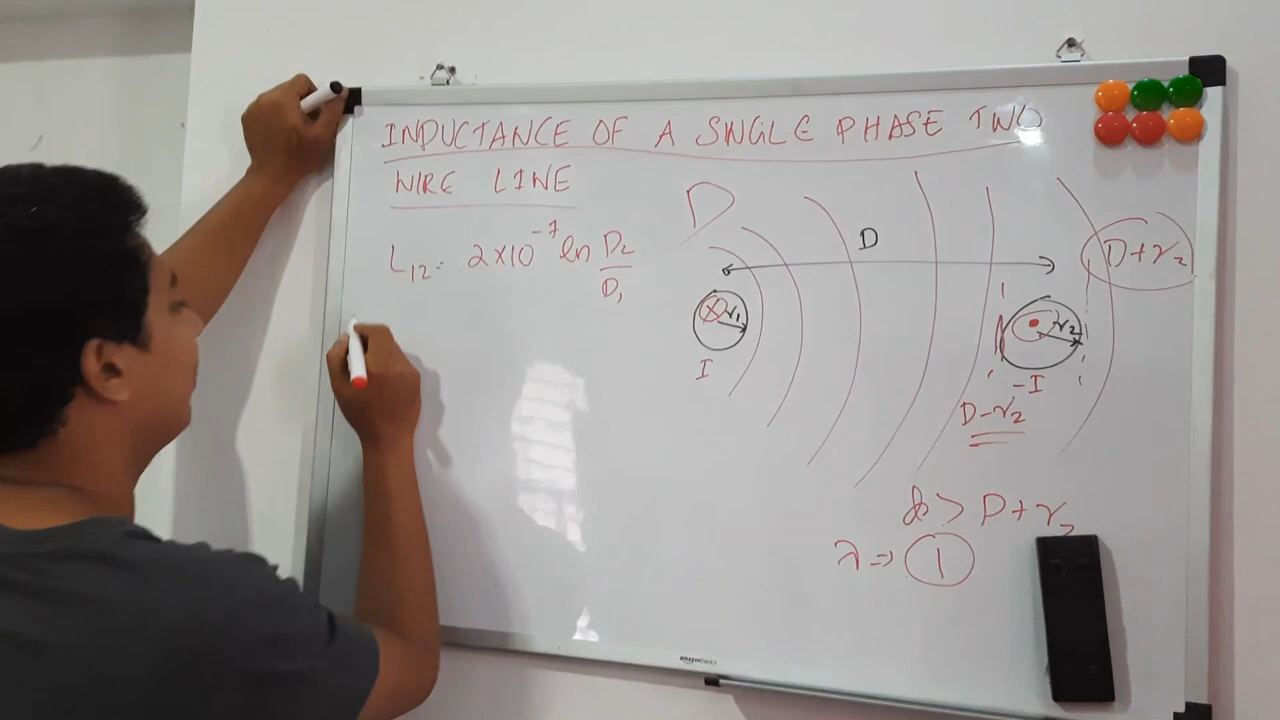 INDUCTANCE OF A SINGLE PHASE TWO
WIRE LINE
L₁₂ = 2×10⁻⁷ ln D₂/D₁
D
D
D+r₂
r₁
r₂
I
-I
D-r₂
> D+r₂
λ ⇒ 1
amazonbasics